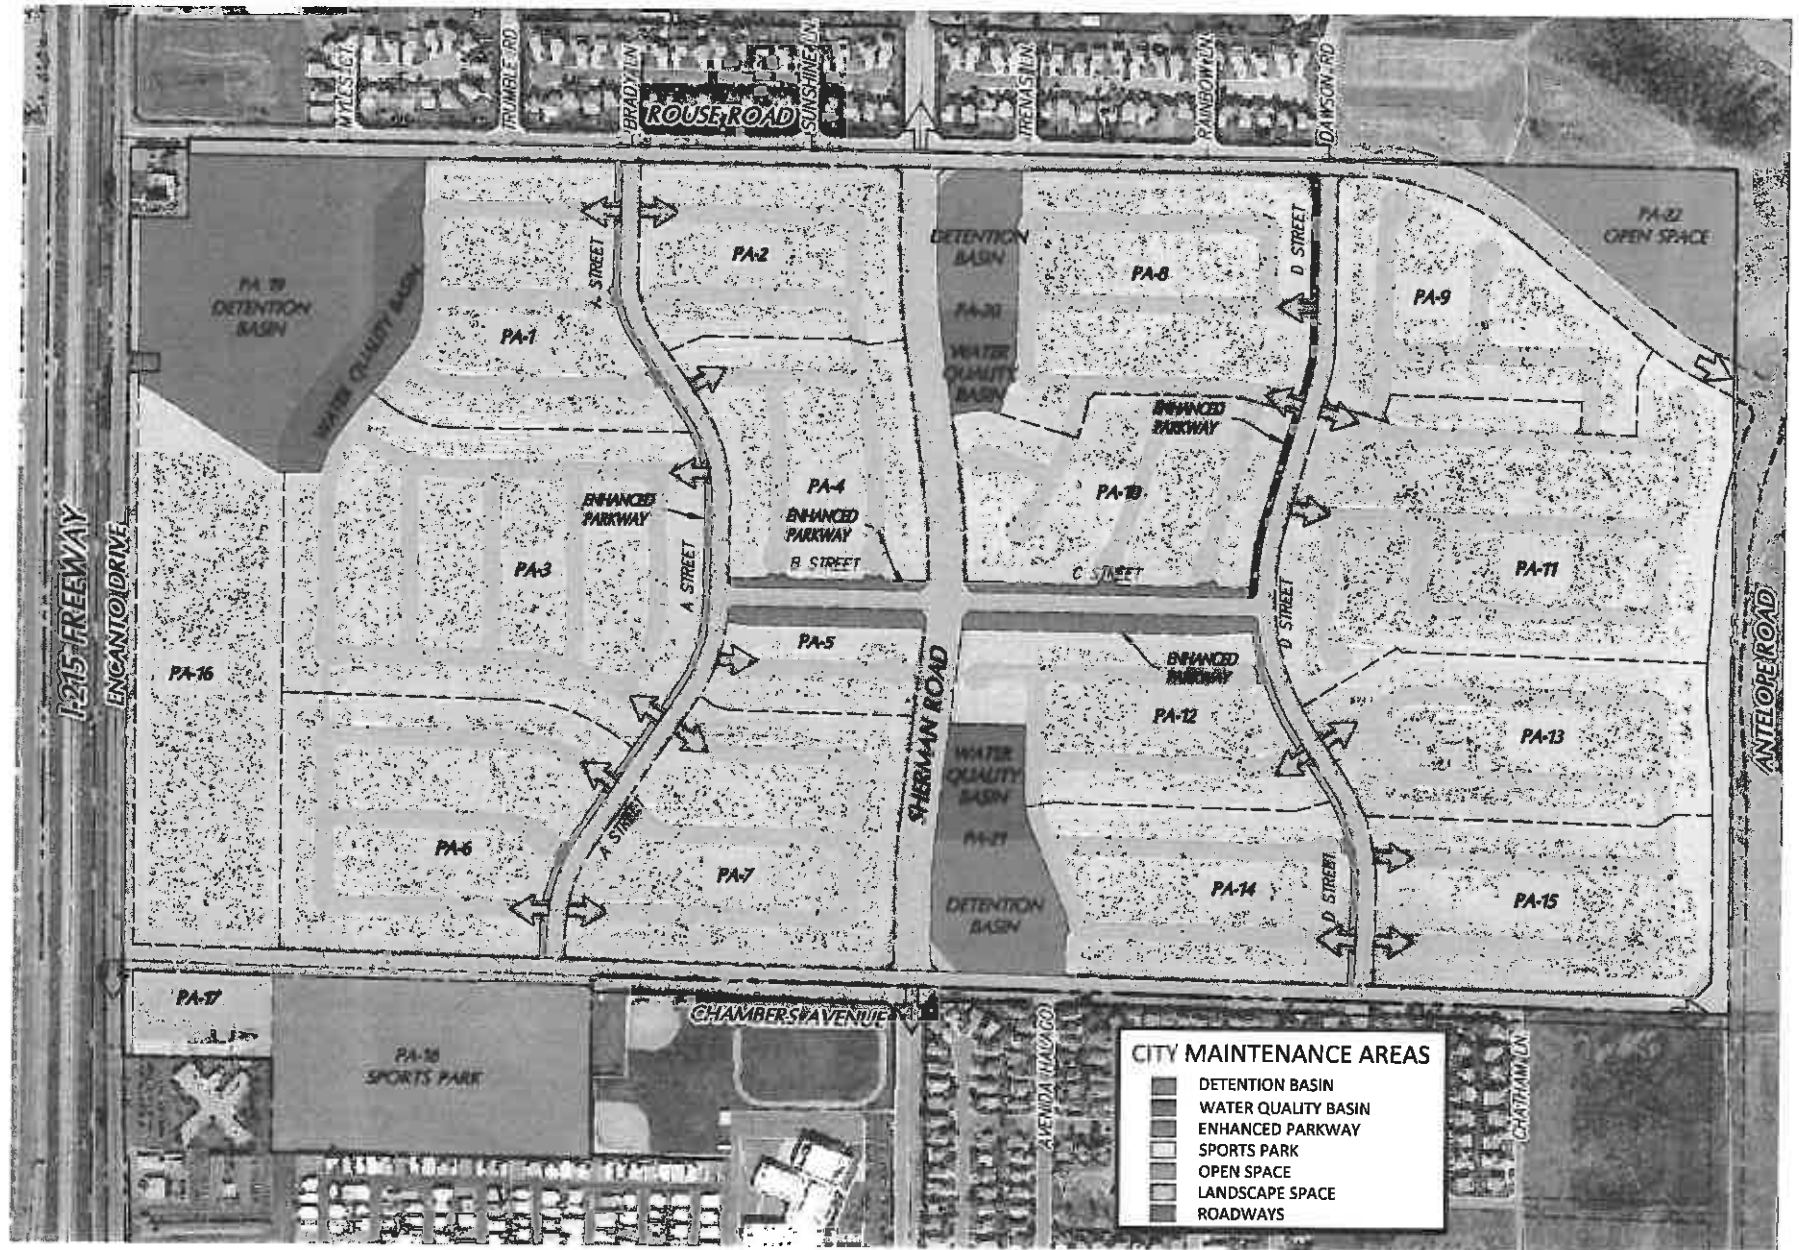 MYLES CT.
TRUMBLE RD
BRADY LN
SUNSHINE LN
TRENAS LN.
RAINBOW LN.
DAWSON RD
ROUSE ROAD
PA-22
OPEN SPACE
A STREET
PA-2
DETENTION
BASIN
D STREET
PA-8
PA-9
PA 19
DETENTION
BASIN
WATER QUALITY BASIN
PA-20
PA-1
WATER
QUALITY
BASIN
ENHANCED
PARKWAY
PA-4
PA-10
ENHANCED
PARKWAY
ENHANCED
PARKWAY
PA-3
A STREET
B STREET
C STREET
PA-11
I-215 FREEWAY
ENCANTO DRIVE
D STREET
PA-5
ENHANCED
PARKWAY
ANTELOPE ROAD
PA-16
SHERMAN ROAD
PA-12
PA-13
WATER
QUALITY
BASIN
A STREET
PA-21
PA-6
PA-7
PA-14
D STREET
PA-15
DETENTION
BASIN
PA-17
CHAMBERS AVENUE
AVENIDA HALAGO
CHATHAM LN.
PA-18
SPORTS PARK
CITY MAINTENANCE AREAS
DETENTION BASIN
WATER QUALITY BASIN
ENHANCED PARKWAY
SPORTS PARK
OPEN SPACE
LANDSCAPE SPACE
ROADWAYS